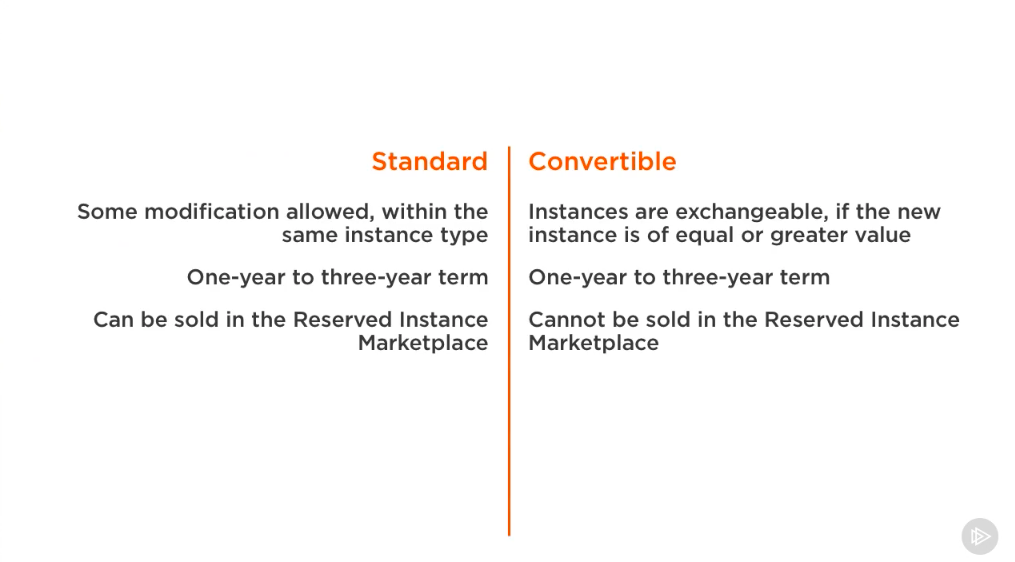 Standard
Some modification allowed, within the
same instance type
One-year to three-year term
Can be sold in the Reserved Instance
Marketplace
Convertible
Instances are exchangeable, if the new
instance is of equal or greater value
One-year to three-year term
Cannot be sold in the Reserved Instance
Marketplace